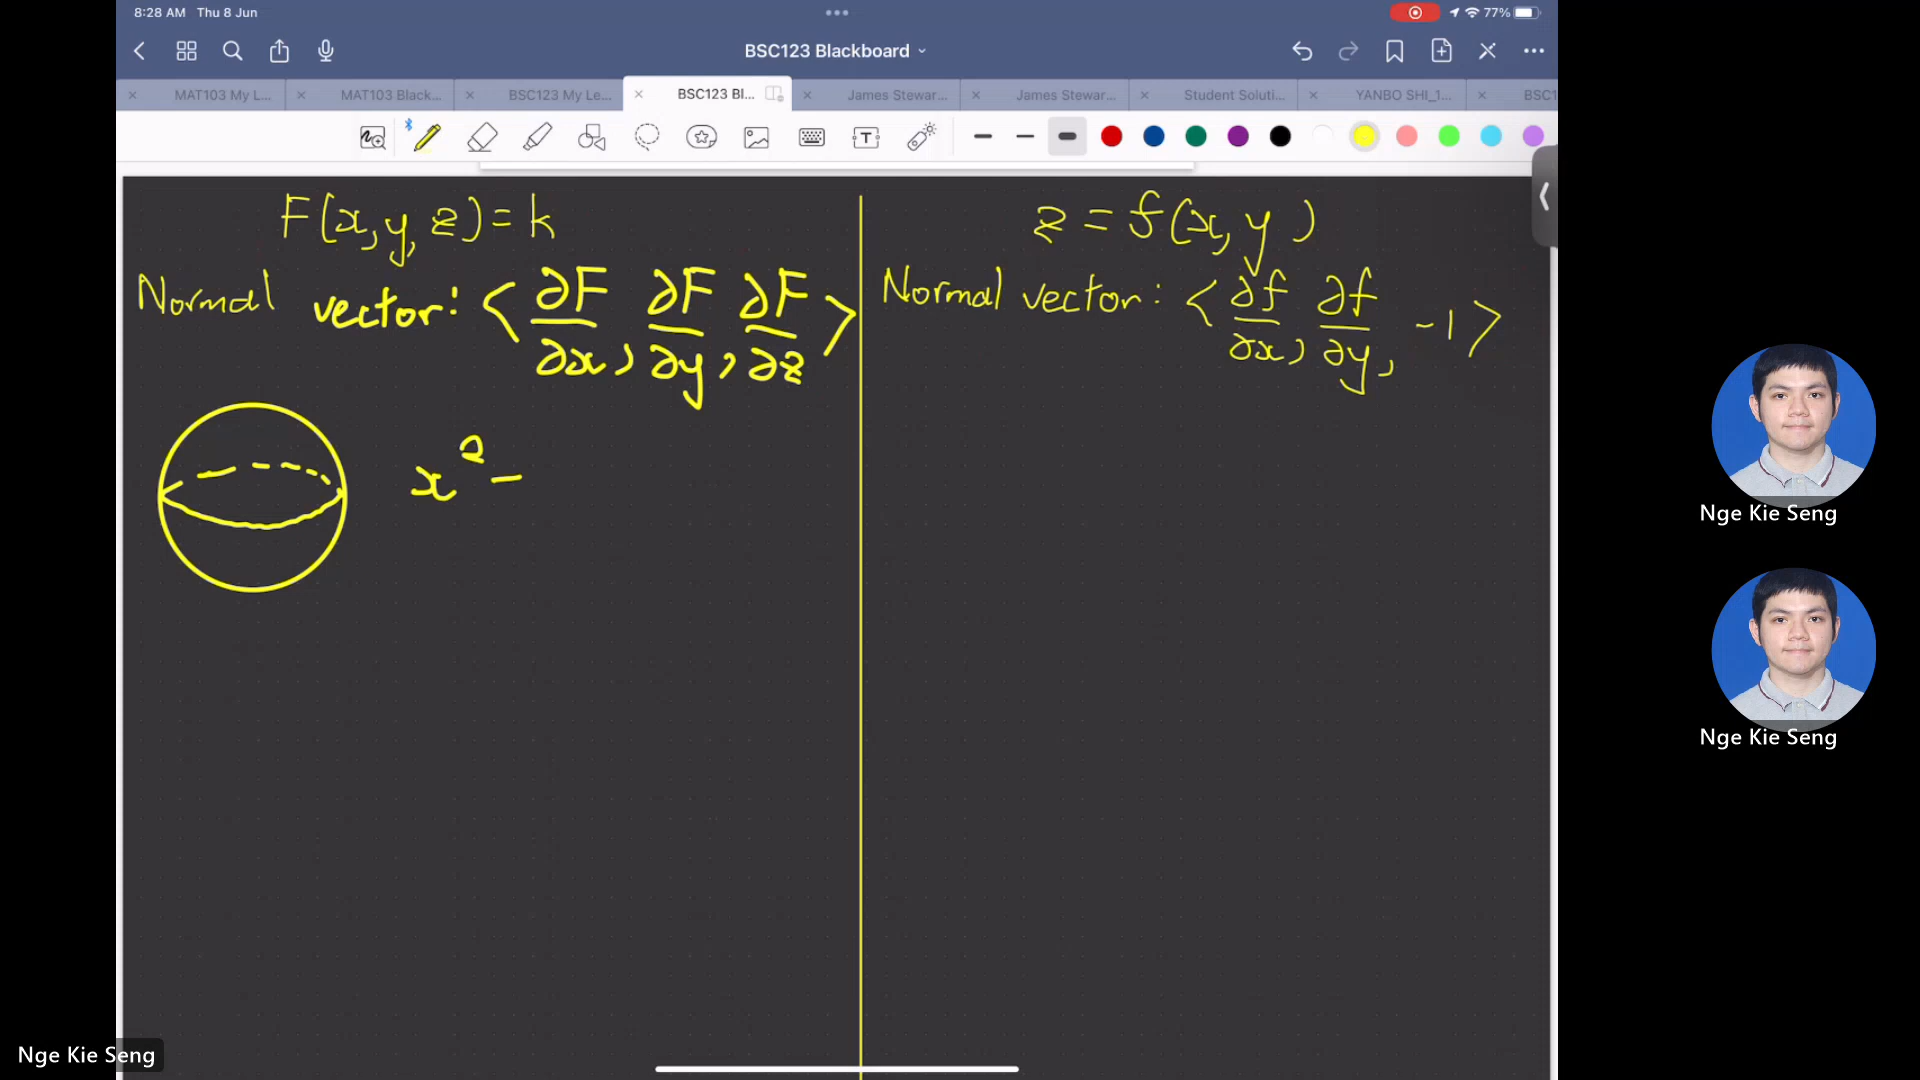 8:28 AM Thu 8 Jun
77%
BSC123 Blackboard
MAT103 My L...
MAT103 Black...
BSC123 My Le...
BSC123 Bl...
James Stewar...
James Stewar...
Student Soluti...
YANBO SHI_1...
BSC1
F(x, y, z) = k
Normal vector: < ∂F/∂x, ∂F/∂y, ∂F/∂z >
x² -
z = f(x, y)
Normal vector: < ∂f/∂x, ∂f/∂y, -1 >
Nge Kie Seng
Nge Kie Seng
Nge Kie Seng